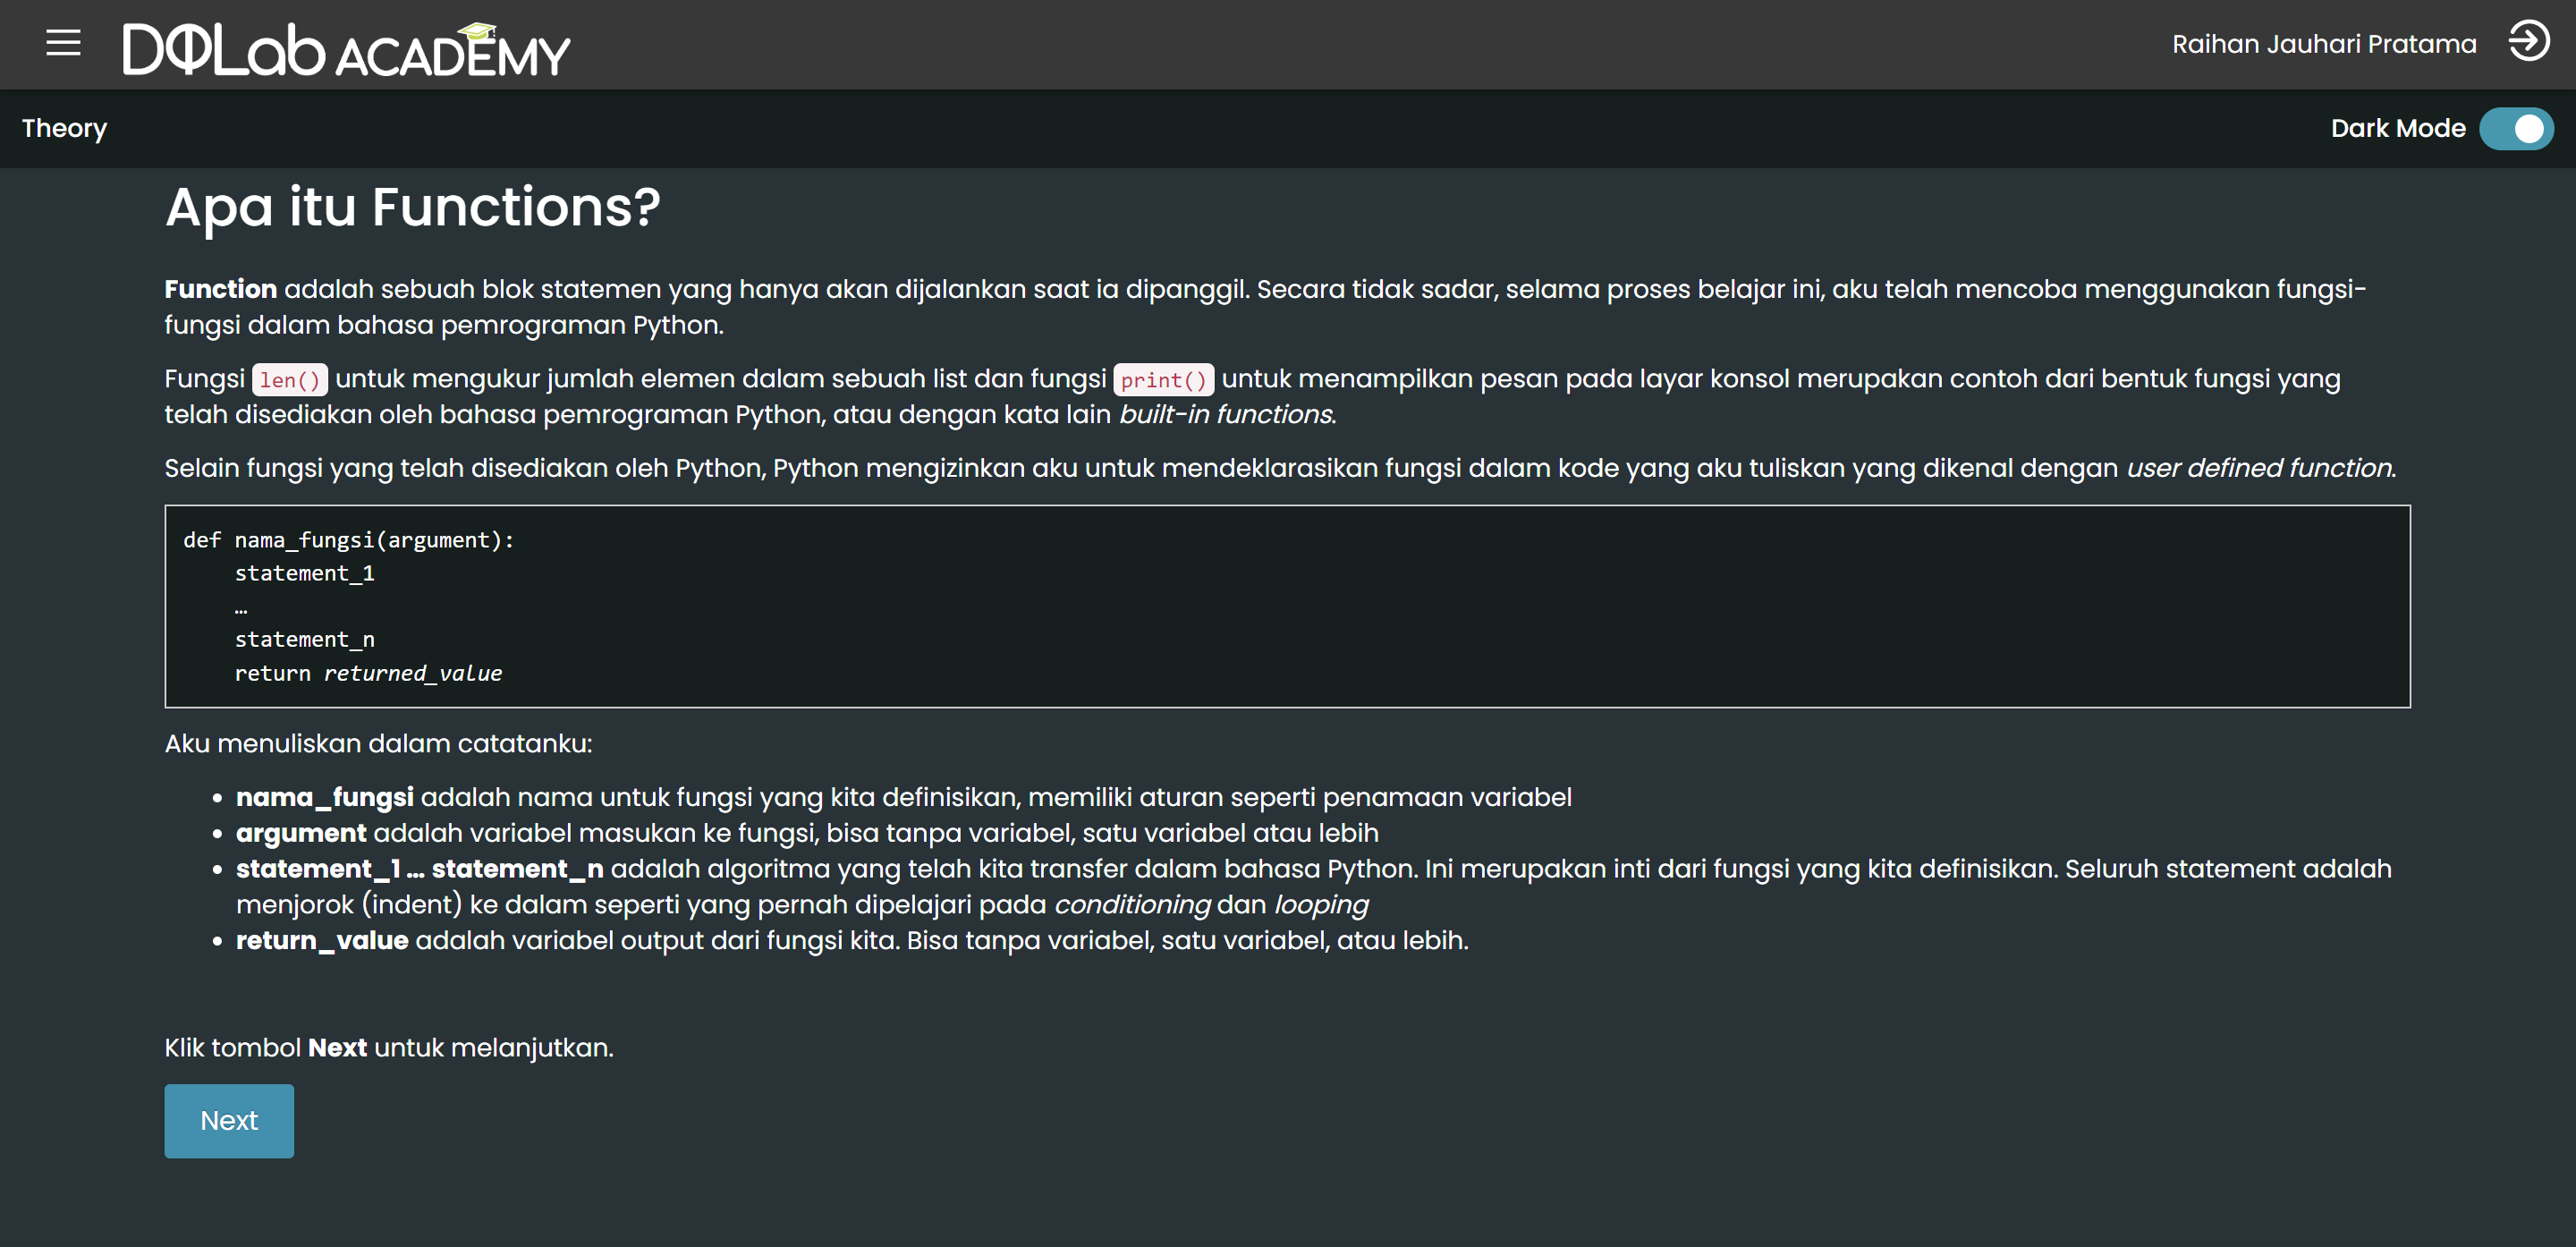 DQLab ACADEMY
Raihan Jauhari Pratama
Theory
Dark Mode
Apa itu Functions?
Function adalah sebuah blok statemen yang hanya akan dijalankan saat ia dipanggil. Secara tidak sadar, selama proses belajar ini, aku telah mencoba menggunakan fungsi-
fungsi dalam bahasa pemrograman Python.
Fungsi len() untuk mengukur jumlah elemen dalam sebuah list dan fungsi print() untuk menampilkan pesan pada layar konsol merupakan contoh dari bentuk fungsi yang
telah disediakan oleh bahasa pemrograman Python, atau dengan kata lain built-in functions.
Selain fungsi yang telah disediakan oleh Python, Python mengizinkan aku untuk mendeklarasikan fungsi dalam kode yang aku tuliskan yang dikenal dengan user defined function.
def nama_fungsi(argument):
    statement_1
    …
    statement_n
    return returned_value
Aku menuliskan dalam catatanku:
• nama_fungsi adalah nama untuk fungsi yang kita definisikan, memiliki aturan seperti penamaan variabel
• argument adalah variabel masukan ke fungsi, bisa tanpa variabel, satu variabel atau lebih
• statement_1 … statement_n adalah algoritma yang telah kita transfer dalam bahasa Python. Ini merupakan inti dari fungsi yang kita definisikan. Seluruh statement adalah
menjorok (indent) ke dalam seperti yang pernah dipelajari pada conditioning dan looping
• return_value adalah variabel output dari fungsi kita. Bisa tanpa variabel, satu variabel, atau lebih.
Klik tombol Next untuk melanjutkan.
Next